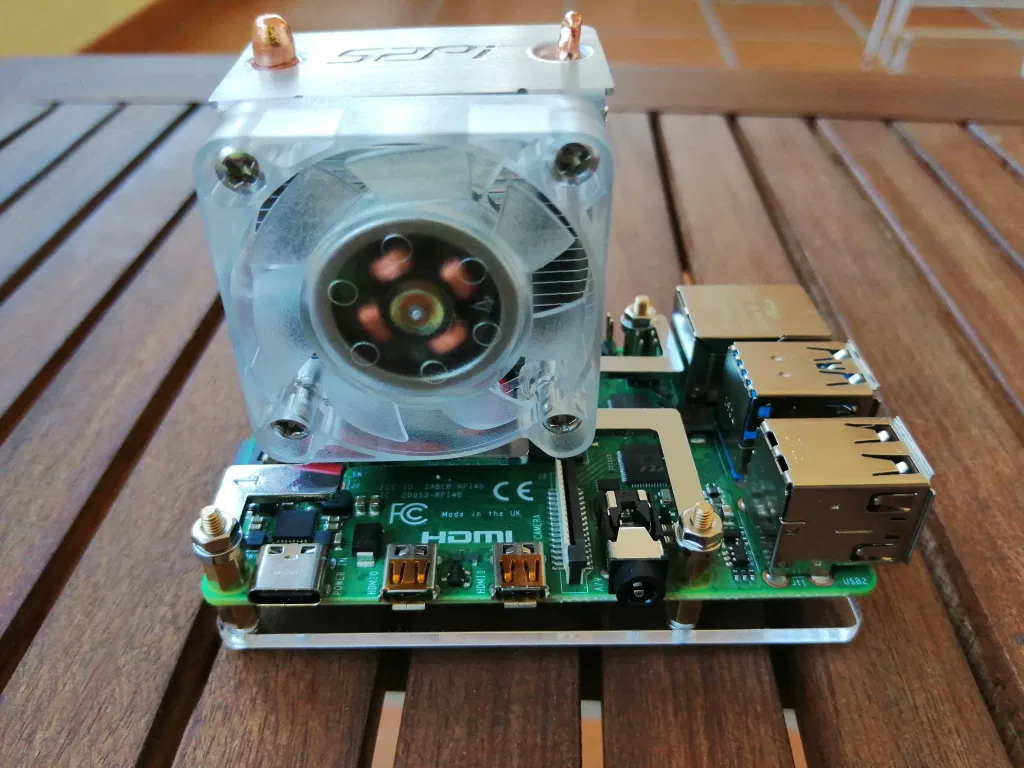 52Pi
FCC ID: 2ABCB-RPI4B
IC: 20953-RPI4B
CE
FC
Made in the UK
HDMI
POWER IN
HDMI0
HDMI1
CAMERA
A/V
J11
USB2